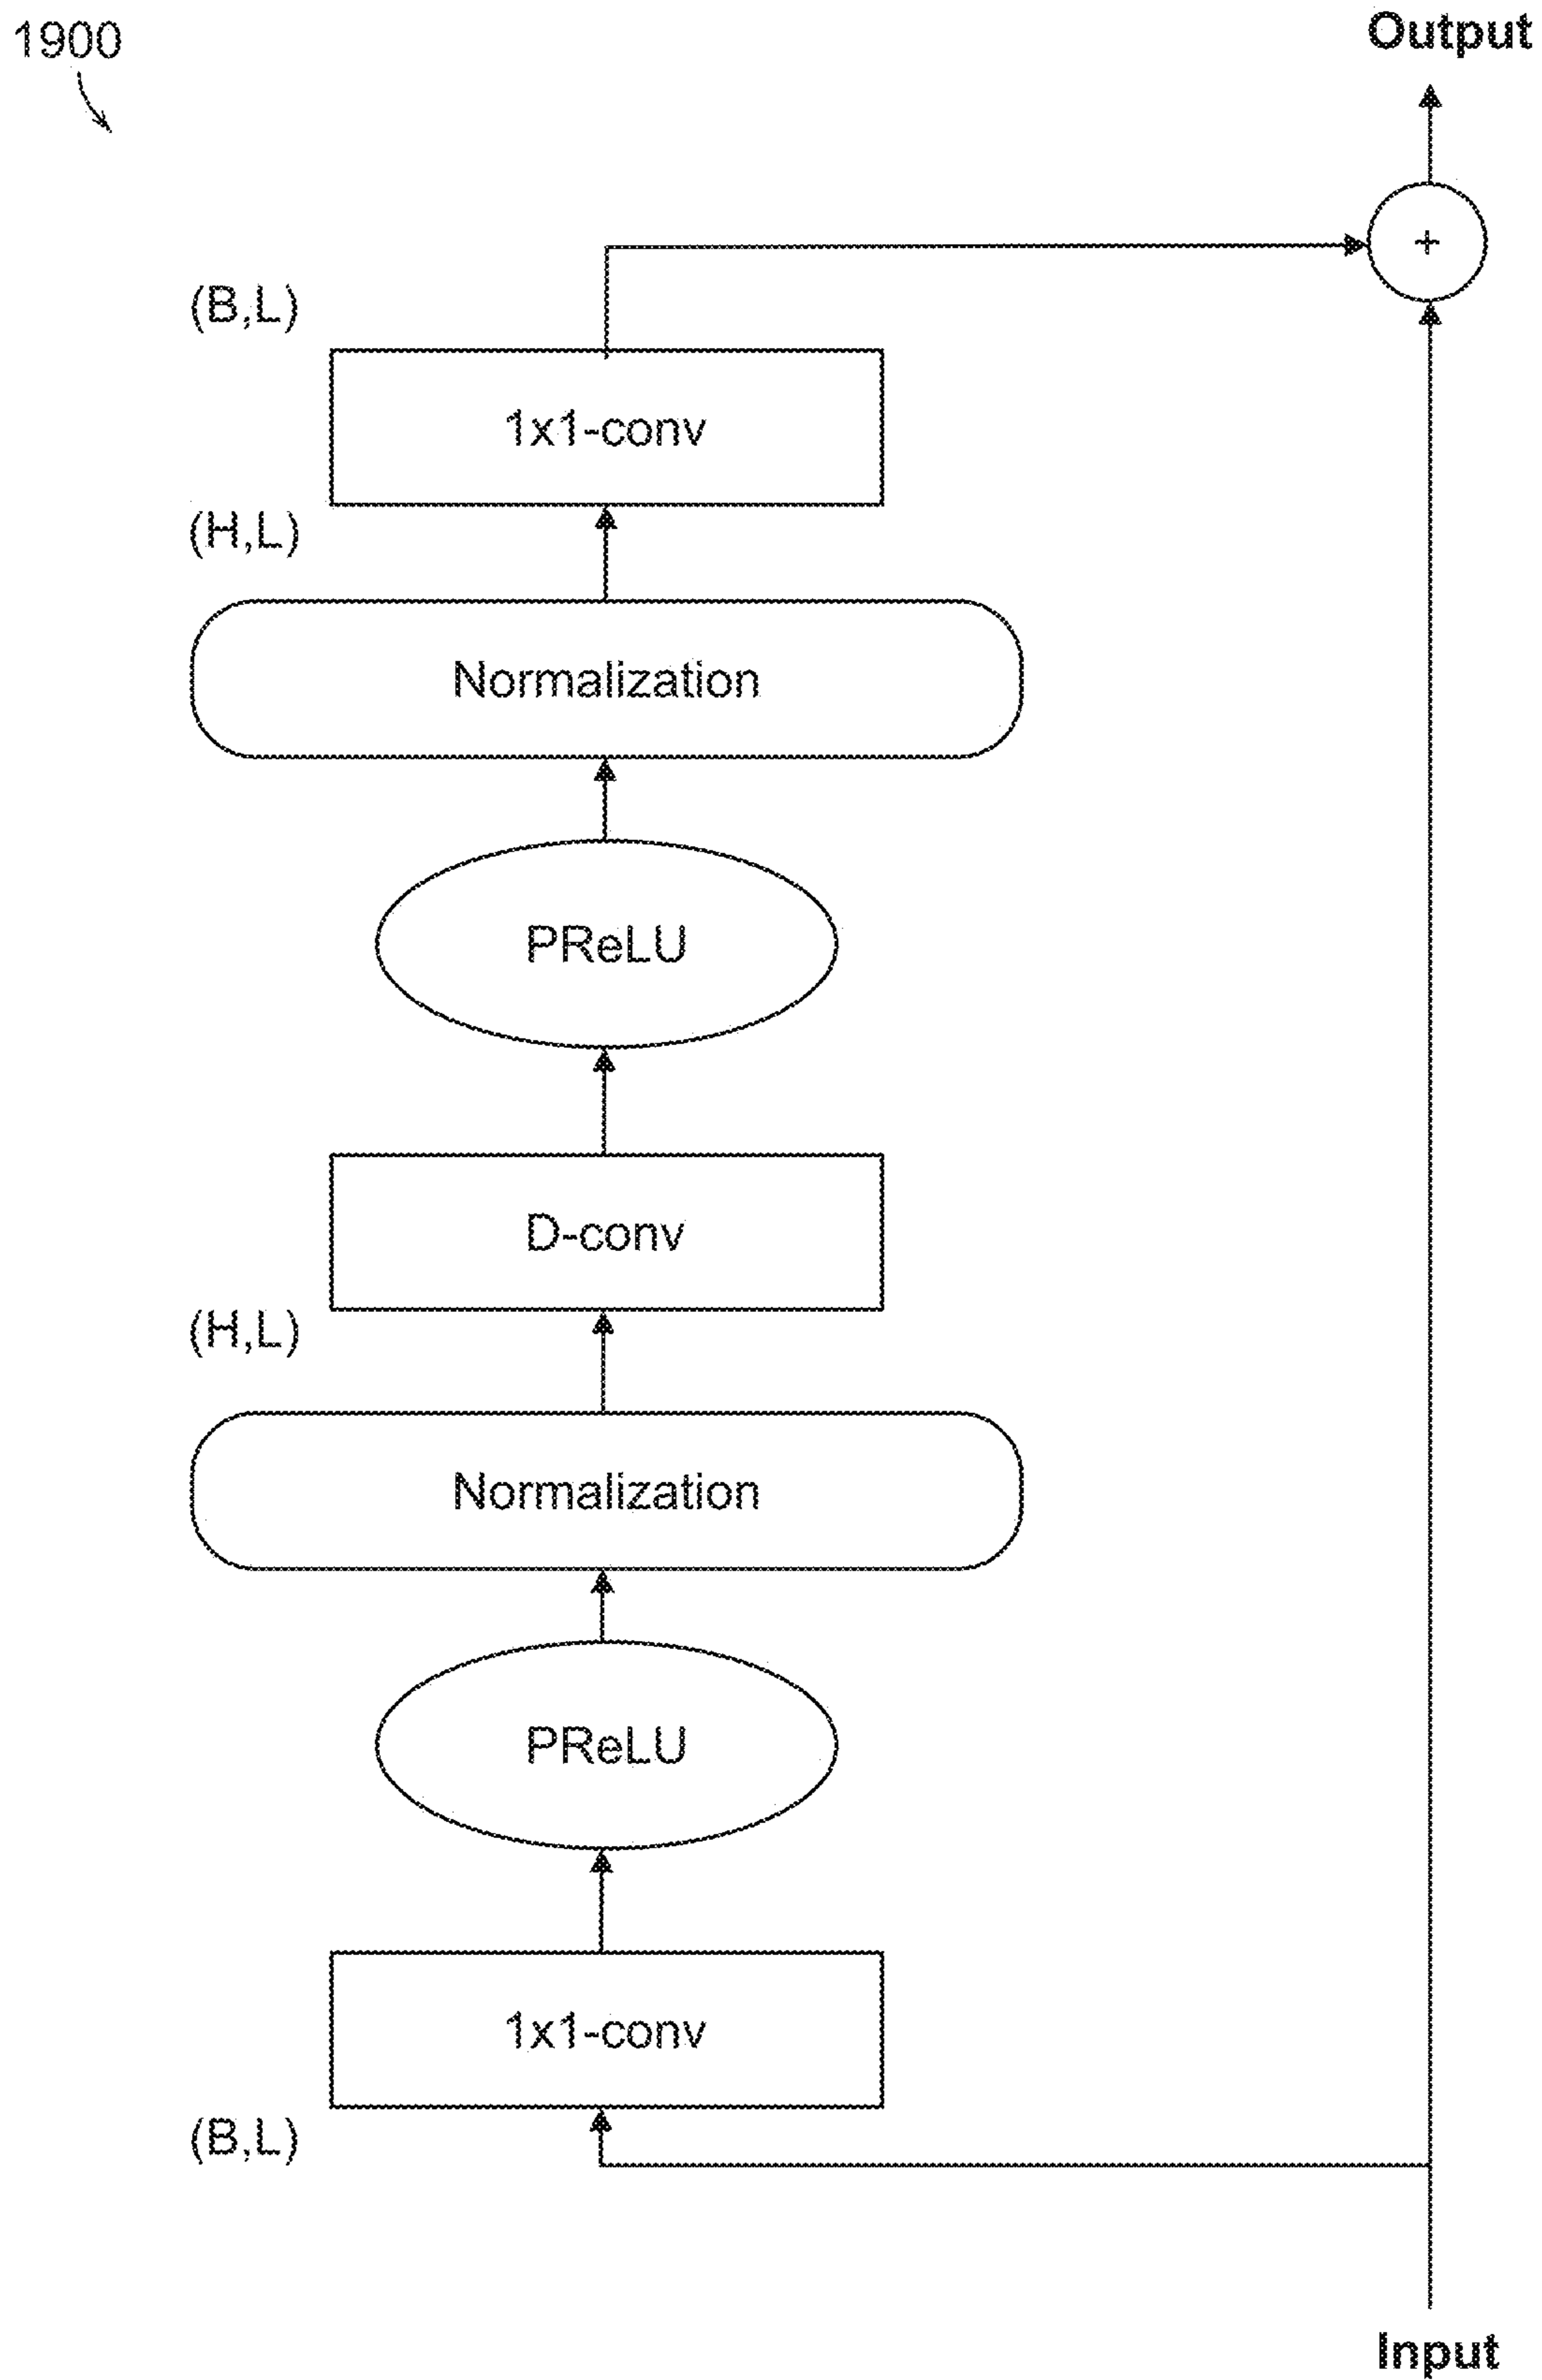 1900
Output
+
(B,L)
1x1-conv
(H,L)
Normalization
PReLU
D-conv
(H,L)
Normalization
PReLU
1x1-conv
(B,L)
Input